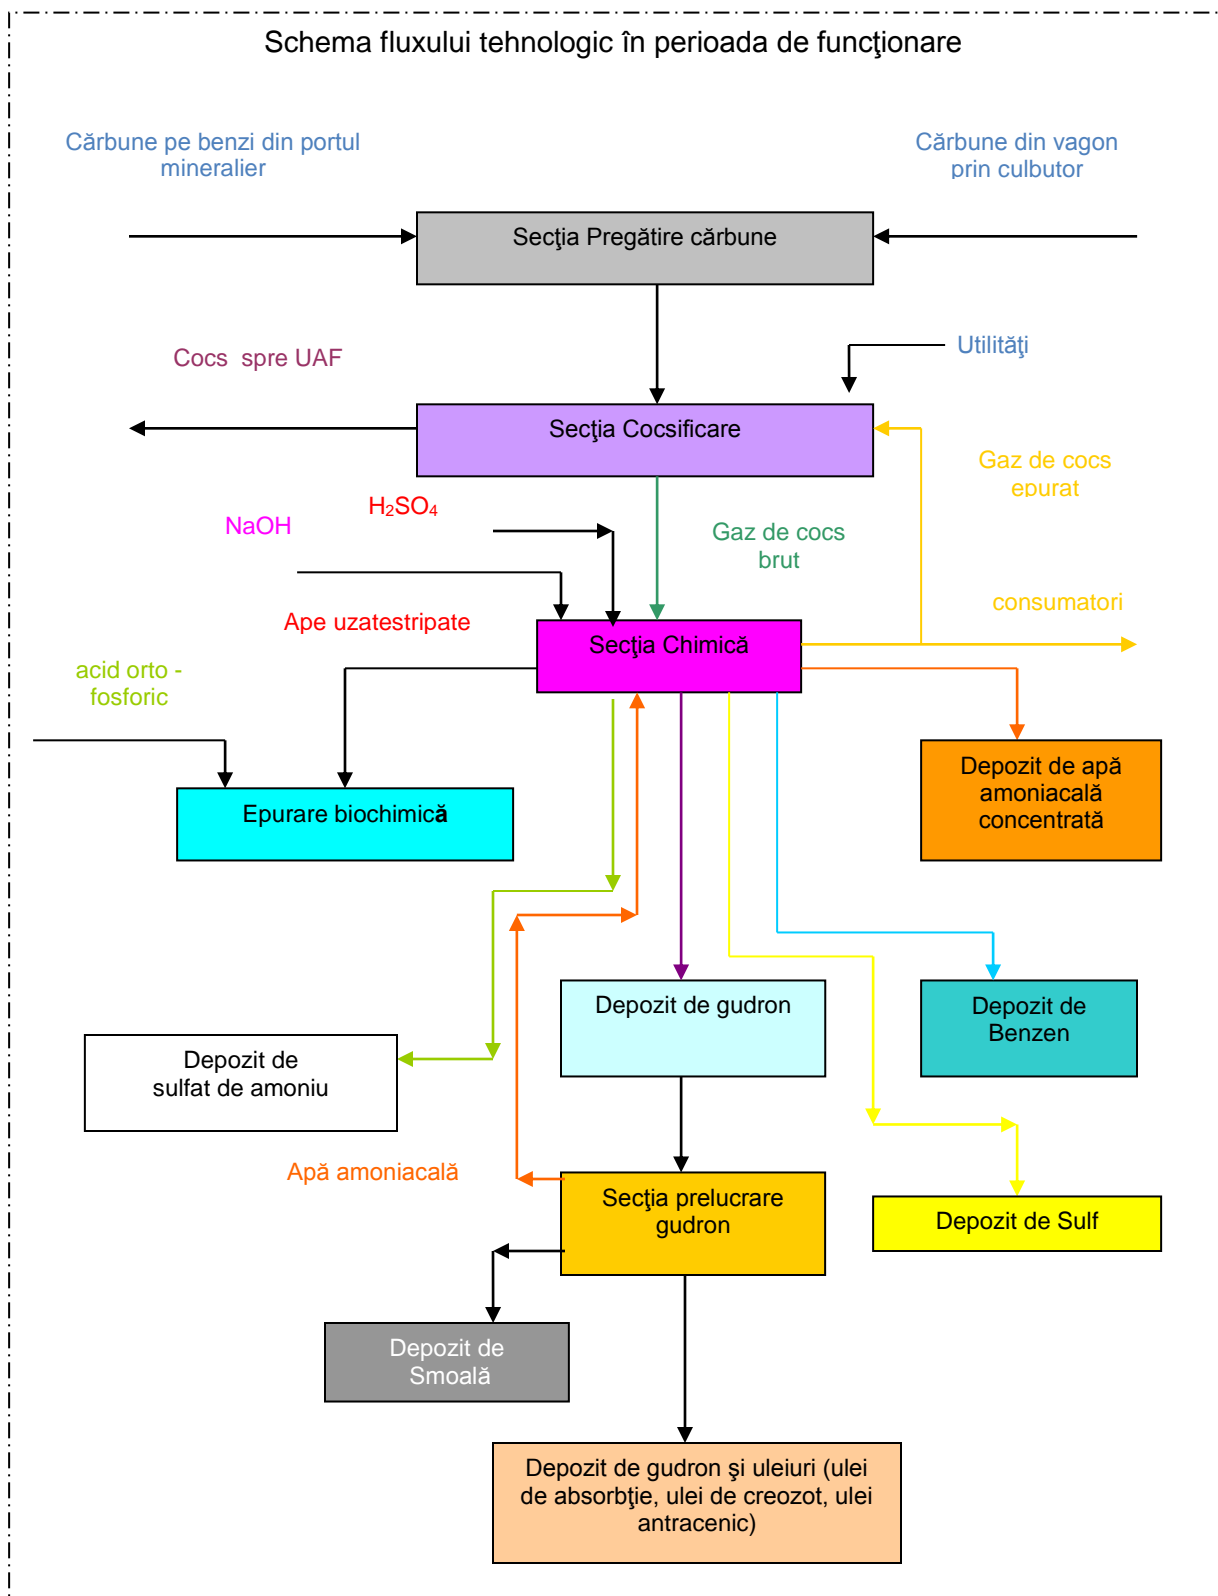 Schema fluxului tehnologic în perioada de funcţionare
Cărbune pe benzi din portul
mineralier
Cărbune din vagon
prin culbutor
Secţia Pregătire cărbune
Cocs  spre UAF
Utilităţi
Secţia Cocsificare
Gaz de cocs
epurat
H₂SO₄
NaOH
Gaz de cocs
brut
consumatori
Ape uzatestripate
Secţia Chimică
acid orto -
fosforic
Depozit de apă
amoniacală
concentrată
Epurare biochimică
Depozit de gudron
Depozit de
Benzen
Depozit de
sulfat de amoniu
Apă amoniacală
Secţia prelucrare
gudron
Depozit de Sulf
Depozit de
Smoală
Depozit de gudron şi uleiuri (ulei
de absorbţie, ulei de creozot, ulei
antracenic)